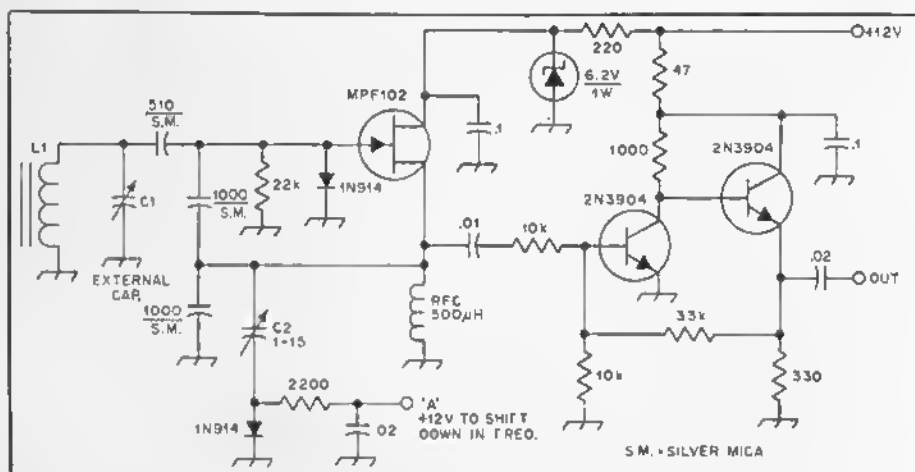 220
+12V
6.2V
1W
47
MPF102
510
S.M.
L1
.1
.1
2N3904
1000
C1
1000
S.M.
22k
1N914
2N3904
.01
10k
.02
OUT
EXTERNAL
CAP.
1000
S.M.
C2
1-15
RFC
500µH
33k
10k
330
2200
'A'
+12V TO SHIFT
DOWN IN FREQ.
1N914
.02
S.M. = SILVER MICA